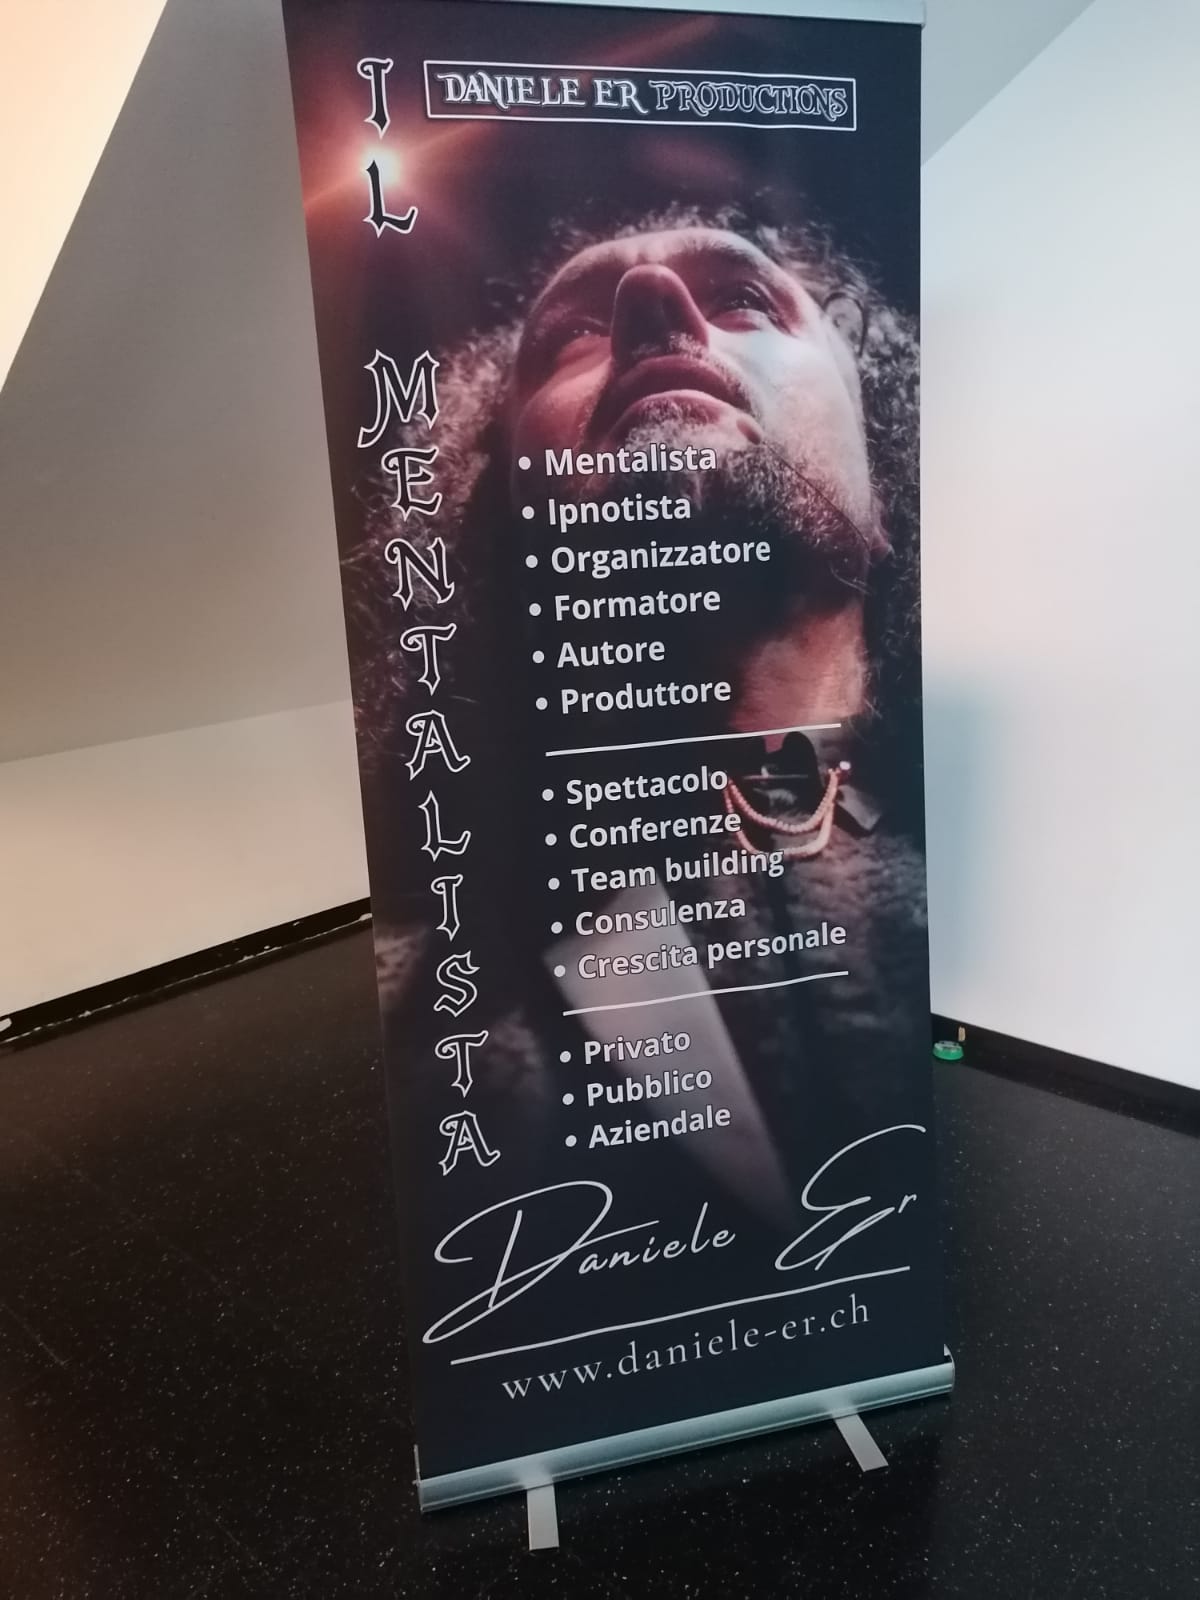 IL MENTALISTA
DANIELE ER PRODUCTIONS
• Mentalista
• Ipnotista
• Organizzatore
• Formatore
• Autore
• Produttore
• Spettacolo
• Conferenze
• Team building
• Consulenza
• Crescita personale
• Privato
• Pubblico
• Aziendale
Daniele Er
www.daniele-er.ch